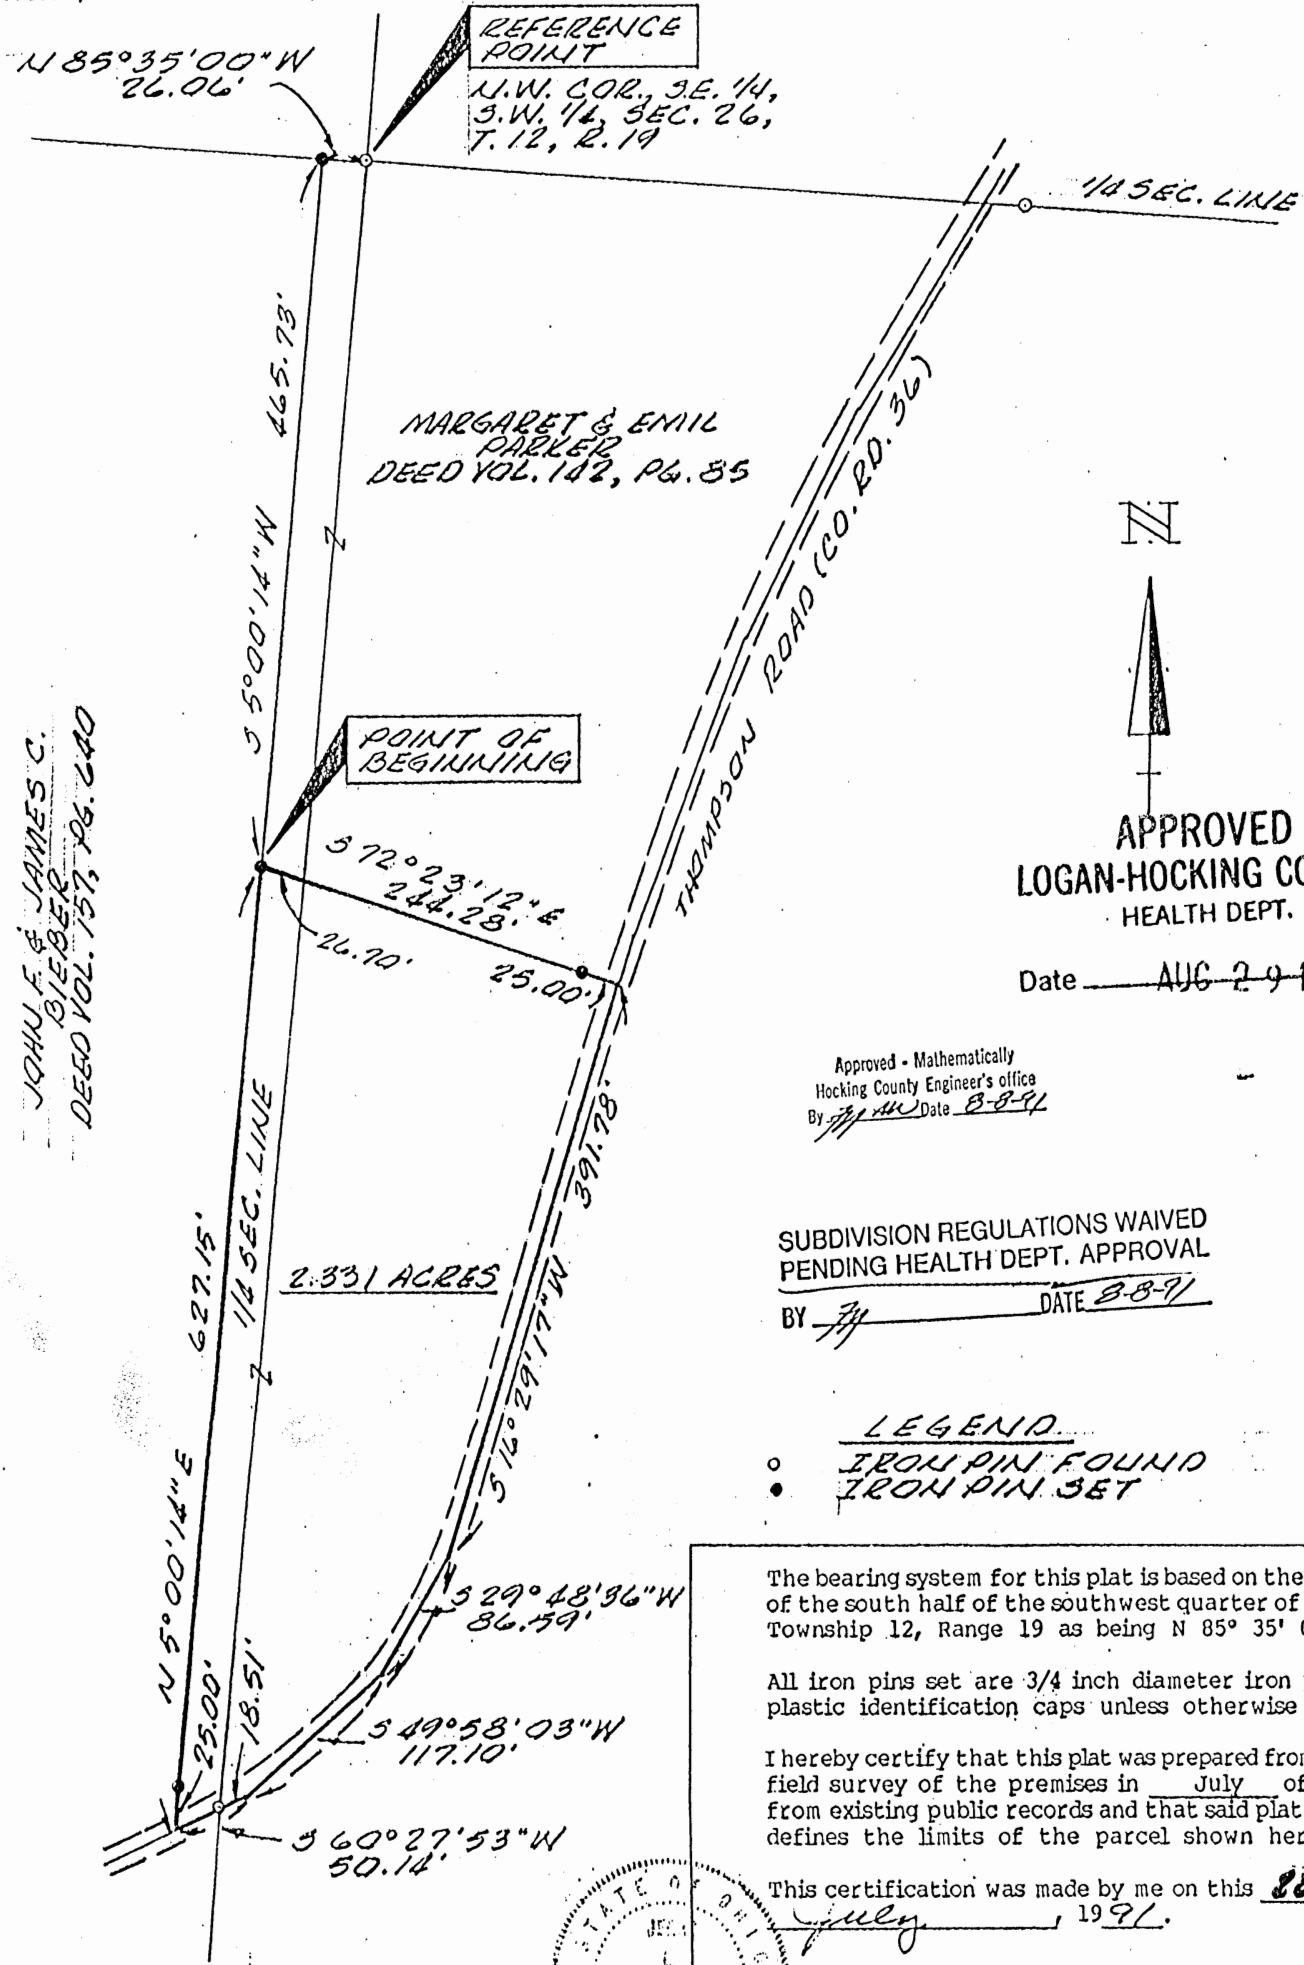 N 85°35'00" W
26.06'
REFERENCE
POINT
N.W. COR., S.E. 1/4,
S.W. 1/4, SEC. 26,
T. 12, R. 19
1/4 SEC. LINE
465.73'
S 5°00'14" W
MARGARET & EMIL
PARKER
DEED VOL. 142, PG. 85
THOMPSON ROAD (CO. RD. 36)
N
JOHN F. & JAMES C.
BIEBER
DEED VOL. 157, PG. 640
POINT OF
BEGINNING
S 72°23'12" E
244.28'
26.70'
25.00'
APPROVED
LOGAN-HOCKING CO
HEALTH DEPT.
Date AUG 29
Approved - Mathematically
Hocking County Engineer's office
By Date 8-8-91
391.78'
S 16°29'17" W
627.15'
1/4 SEC. LINE
2.331 ACRES
SUBDIVISION REGULATIONS WAIVED
PENDING HEALTH DEPT. APPROVAL
BY DATE 8-8-91
LEGEND
IRON PIN FOUND
IRON PIN SET
N 5°00'14" E
25.00'
18.51'
S 29°48'36" W
86.59'
S 49°58'03" W
117.10'
S 60°27'53" W
50.14'
The bearing system for this plat is based on the
of the south half of the southwest quarter of
Township 12, Range 19 as being N 85° 35'
All iron pins set are 3/4 inch diameter iron
plastic identification caps unless otherwise
I hereby certify that this plat was prepared from
field survey of the premises in July of
from existing public records and that said plat
defines the limits of the parcel shown her
This certification was made by me on this
July, 1991.
STATE OF OHIO